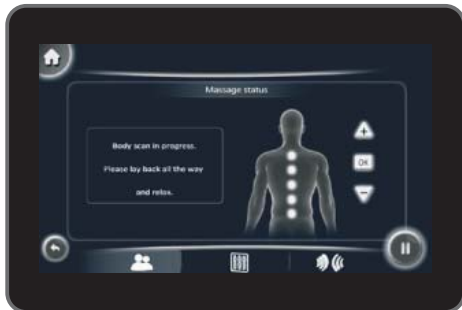 Massage status
Body scan in progress.
Please lay back all the way
and relax.
+
OK
−